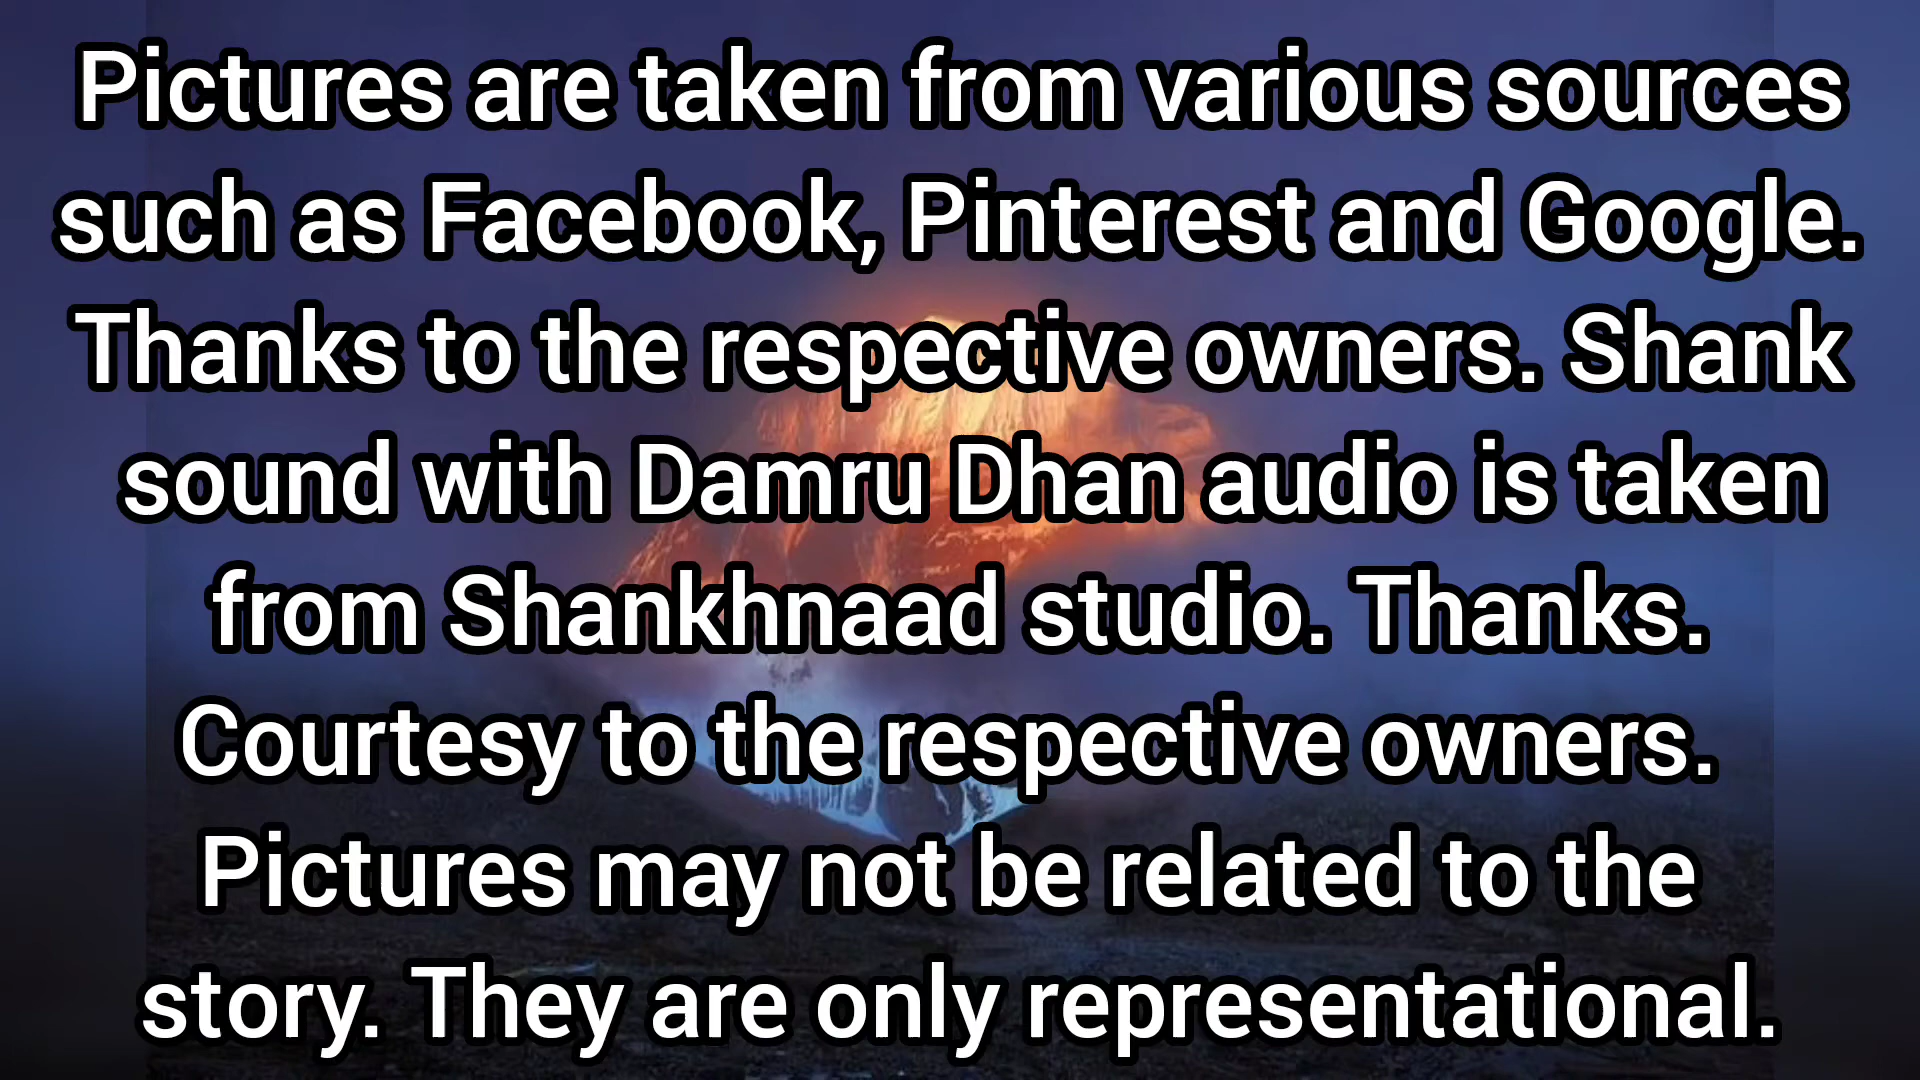 Pictures are taken from various sources
such as Facebook, Pinterest and Google.
Thanks to the respective owners. Shank
sound with Damru Dhan audio is taken
from Shankhnaad studio. Thanks.
Courtesy to the respective owners.
Pictures may not be related to the
story. They are only representational.